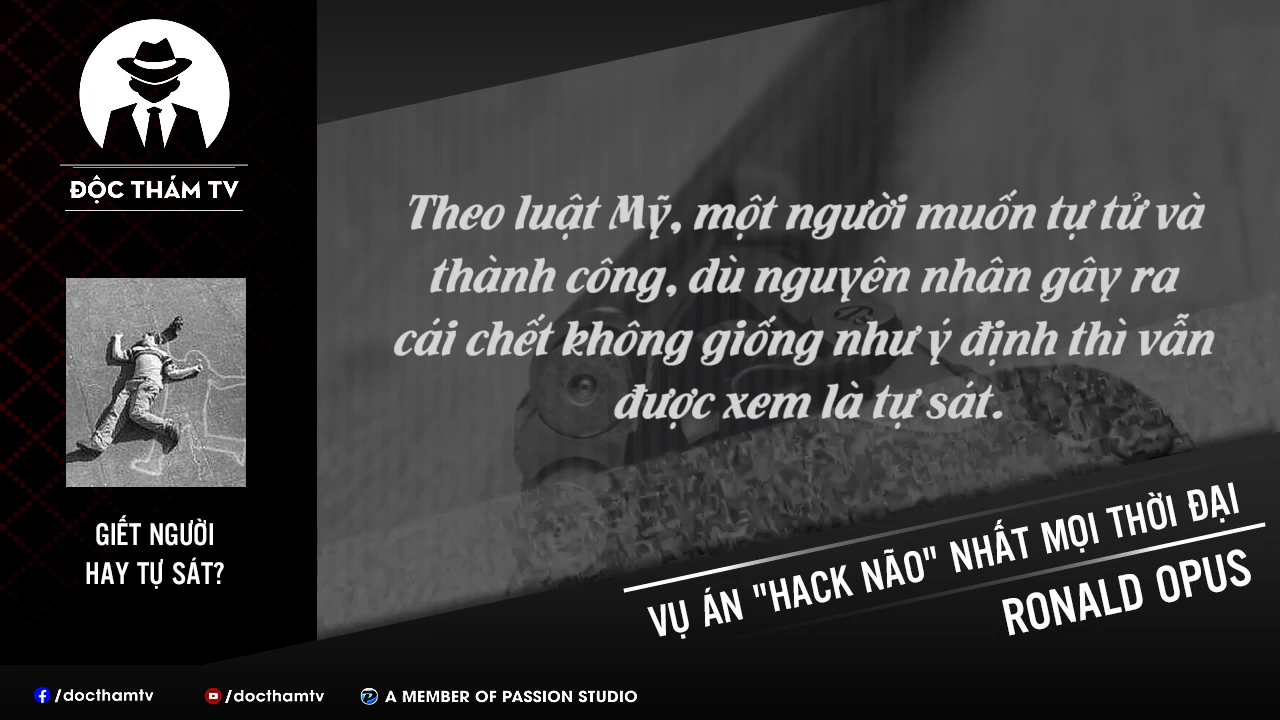 ĐỘC THÁM TV
GIẾT NGƯỜI
HAY TỰ SÁT?
Theo luật Mỹ, một người muốn tự tử và
thành công, dù nguyên nhân gây ra
cái chết không giống như ý định thì vẫn
được xem là tự sát.
VỤ ÁN "HACK NÃO" NHẤT MỌI THỜI ĐẠI
RONALD OPUS
/docthamtv
/docthamtv
A MEMBER OF PASSION STUDIO